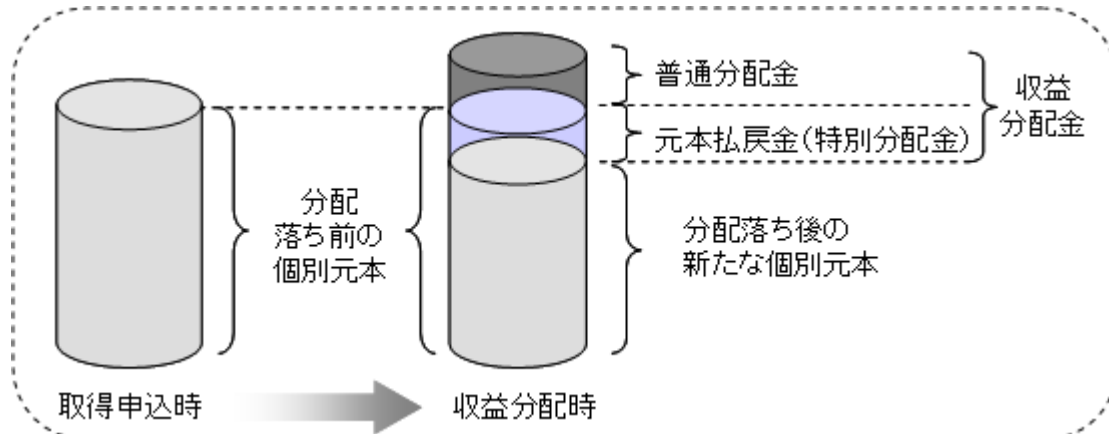 普通分配金
収益
分配金
元本払戻金(特別分配金)
分配
落ち前の
個別元本
分配落ち後の
新たな個別元本
取得申込時
収益分配時